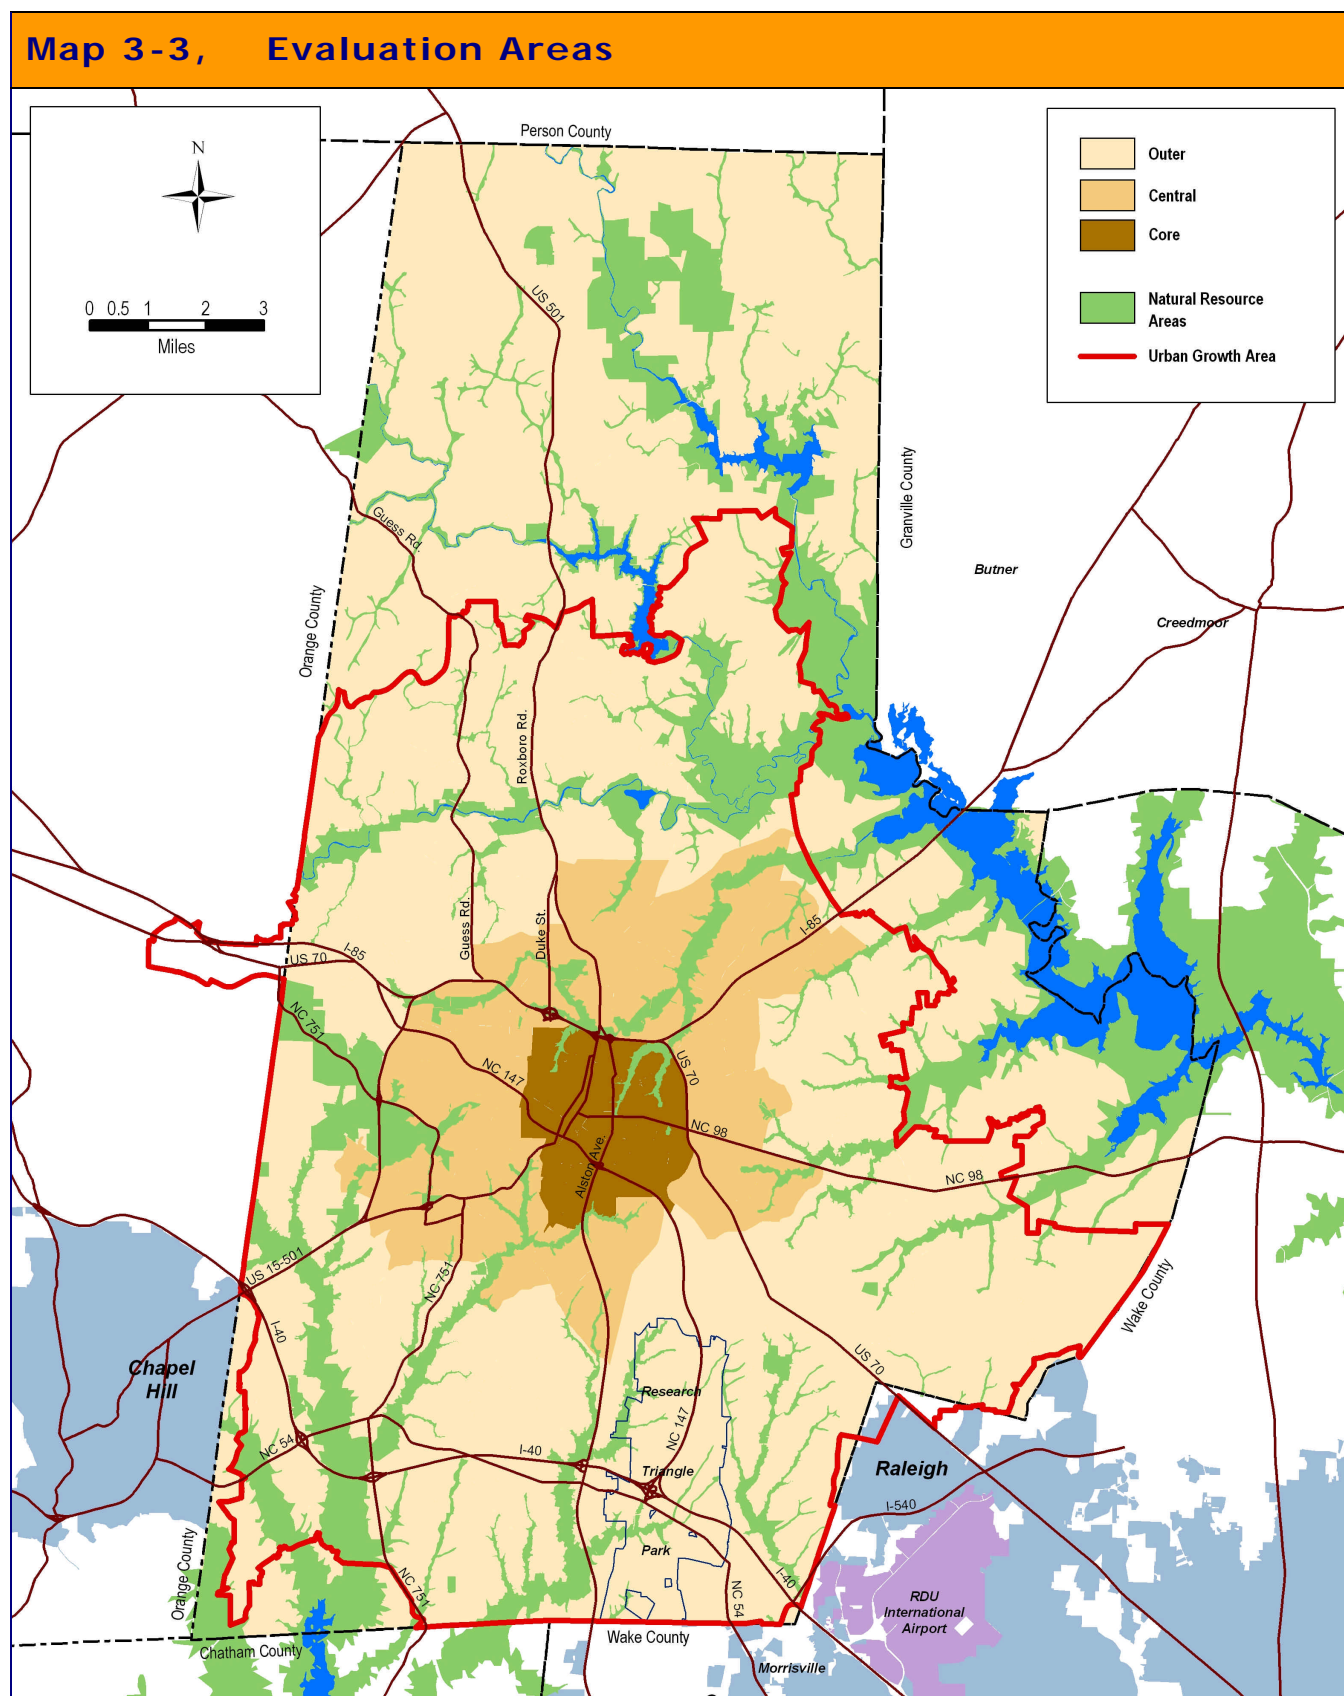 Map 3-3, Evaluation Areas
Person County
N
0 0.5 1 2 3
Miles
Outer
Central
Core
Natural Resource
Areas
Urban Growth Area
US 501
Guess Rd.
Granville County
Butner
Creedmoor
Orange County
Roxboro Rd.
Guess Rd.
Duke St.
I-85
I-85
US 70
NC 751
NC 147
US 70
NC 98
NC 98
Alston Ave.
US 15-501
NC 751
I-40
Wake County
Chapel
Hill
US 70
Research
NC 147
NC 54
I-40
Triangle
Raleigh
I-540
Park
Orange County
NC 751
NC 54
I-40
RDU
International
Airport
Chatham County
Wake County
Morrisville